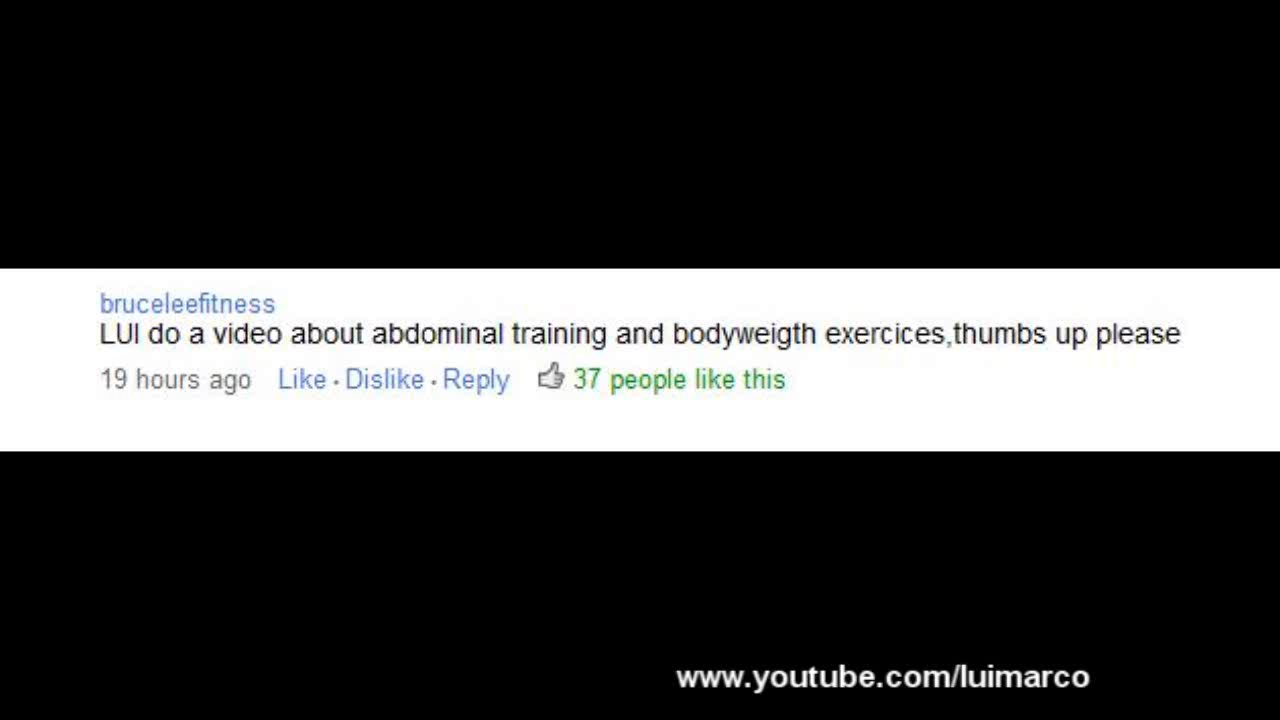 bruceleefitness
LUI do a video about abdominal training and bodyweigth exercices,thumbs up please
19 hours ago Like · Dislike · Reply 37 people like this
www.youtube.com/luimarco